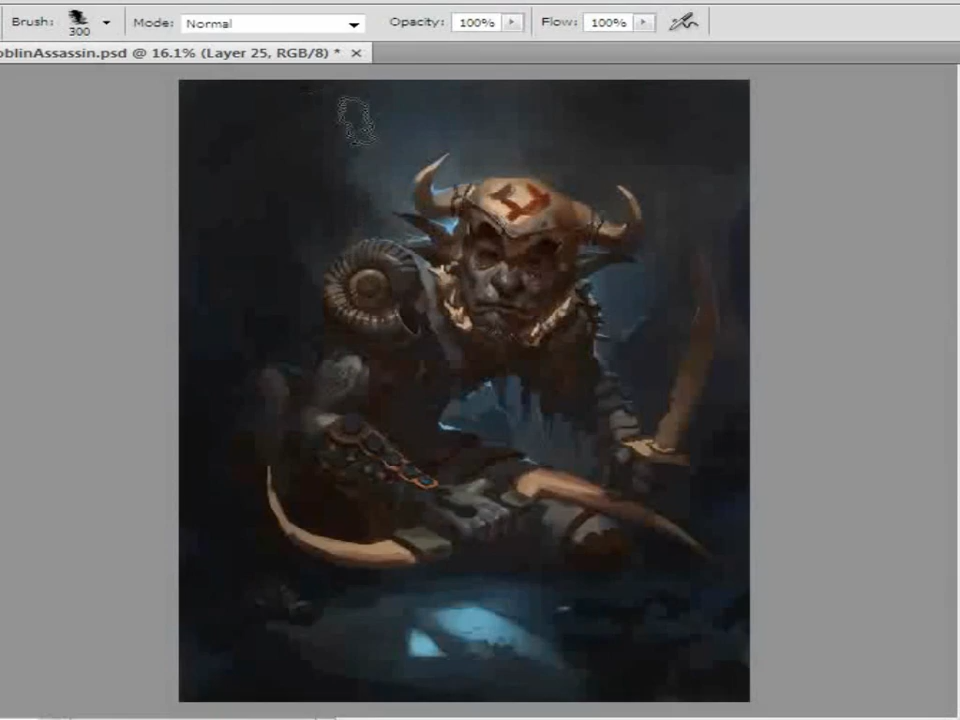 Brush: 300 Mode: Normal Opacity: 100% Flow: 100%
oblinAssassin.psd @ 16.1% (Layer 25, RGB/8) *